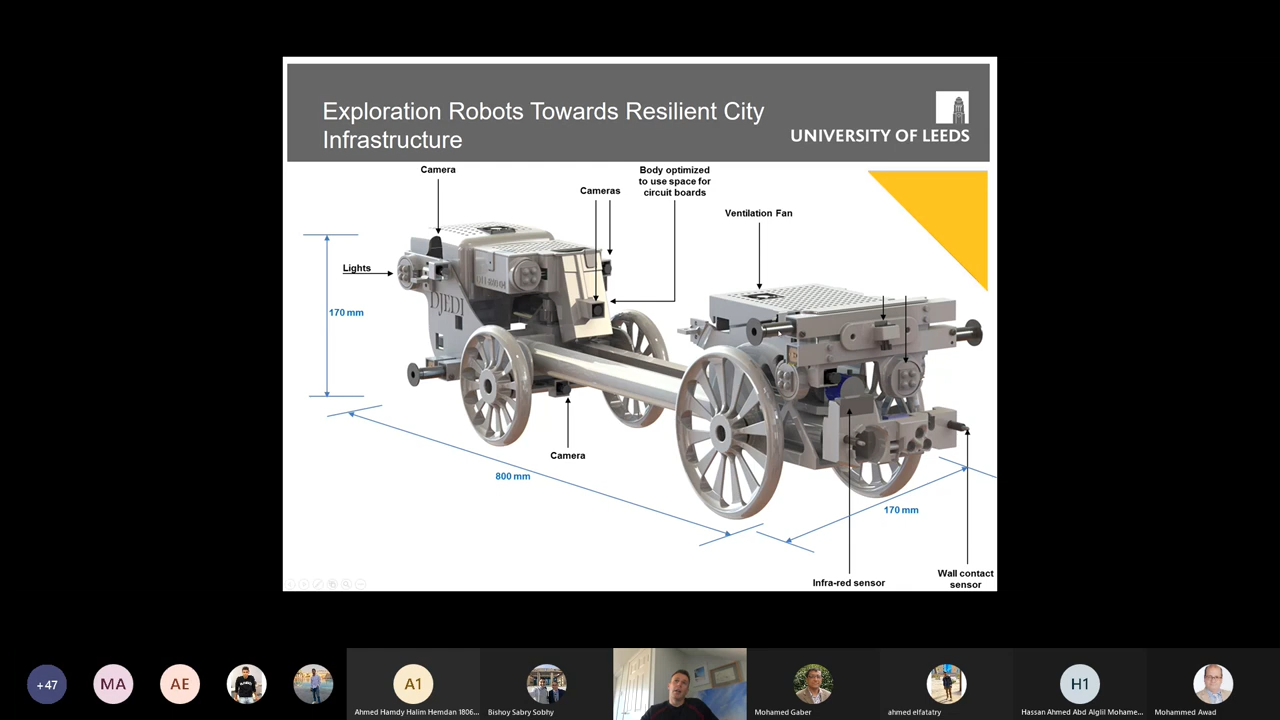 Exploration Robots Towards Resilient City
Infrastructure
UNIVERSITY OF LEEDS
Camera
Cameras
Body optimized
to use space for
circuit boards
Ventilation Fan
Lights
170 mm
DJEDI
Camera
800 mm
170 mm
Infra-red sensor
Wall contact
sensor
+47
MA
AE
A1
H1
Ahmed Hamdy Halim Hemdan 1806...
Bishoy Sabry Sobhy
Mohamed Gaber
ahmed elfatatry
Hassan Ahmed Abd Alglil Mohame...
Mohammed Awad